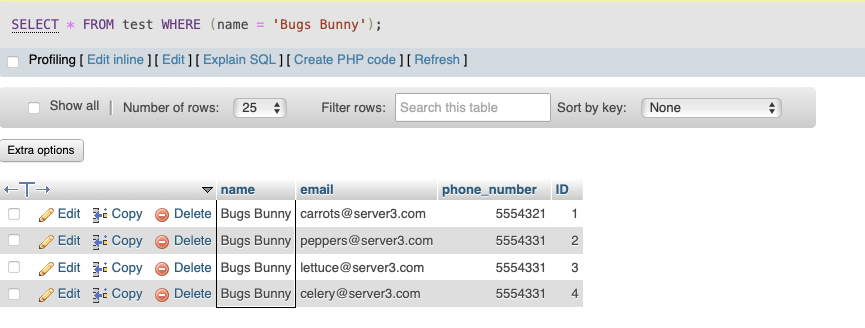 SELECT * FROM test WHERE (name = 'Bugs Bunny');
Profiling [ Edit inline ] [ Edit ] [ Explain SQL ] [ Create PHP code ] [ Refresh ]
Show all | Number of rows: 25 Filter rows: Search this table Sort by key: None
Extra options
←T→ name email phone_number ID
Edit Copy Delete Bugs Bunny carrots@server3.com 5554321 1
Edit Copy Delete Bugs Bunny peppers@server3.com 5554331 2
Edit Copy Delete Bugs Bunny lettuce@server3.com 5554331 3
Edit Copy Delete Bugs Bunny celery@server3.com 5554331 4